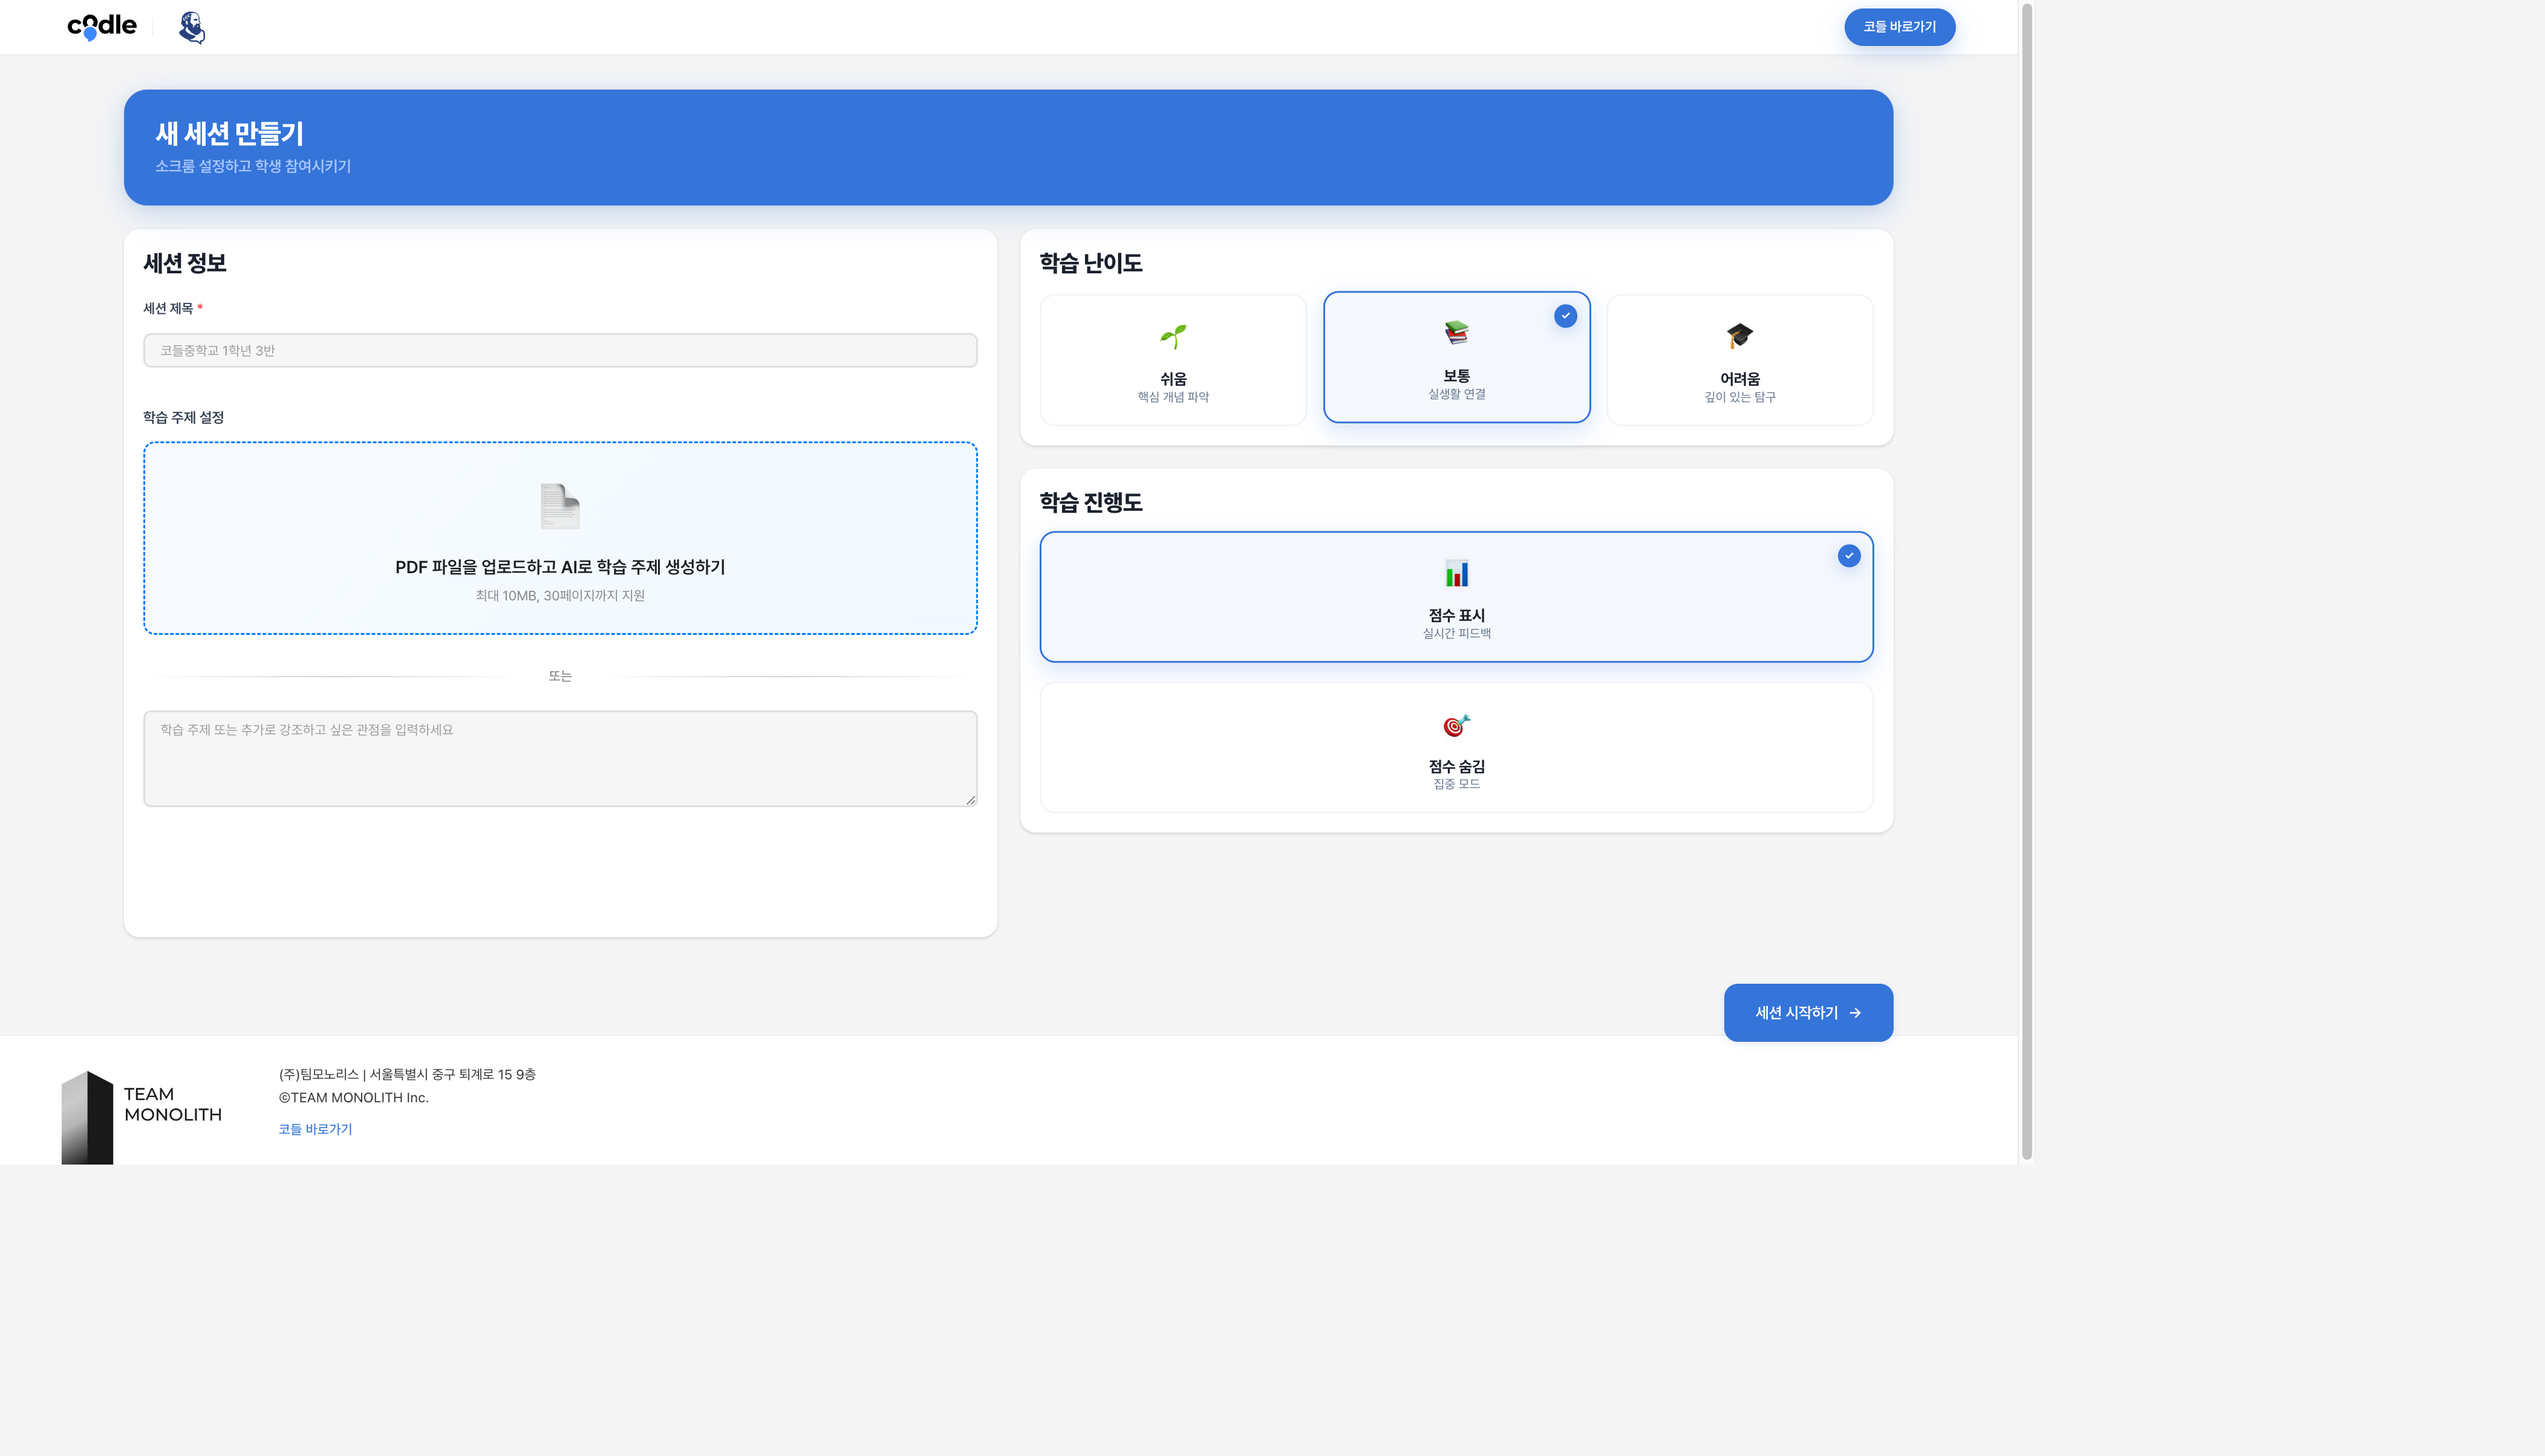 codle
코들 바로가기
새 세션 만들기
소크룸 설정하고 학생 참여시키기
세션 정보
세션 제목 *
코들중학교 1학년 3반
학습 주제 설정
PDF 파일을 업로드하고 AI로 학습 주제 생성하기
최대 10MB, 30페이지까지 지원
또는
학습 주제 또는 추가로 강조하고 싶은 관점을 입력하세요
학습 난이도
쉬움
핵심 개념 파악
보통
실생활 연결
어려움
깊이 있는 탐구
학습 진행도
점수 표시
실시간 피드백
점수 숨김
집중 모드
세션 시작하기 →
TEAM
MONOLITH
(주)팀모노리스 | 서울특별시 중구 퇴계로 15 9층
©TEAM MONOLITH Inc.
코들 바로가기